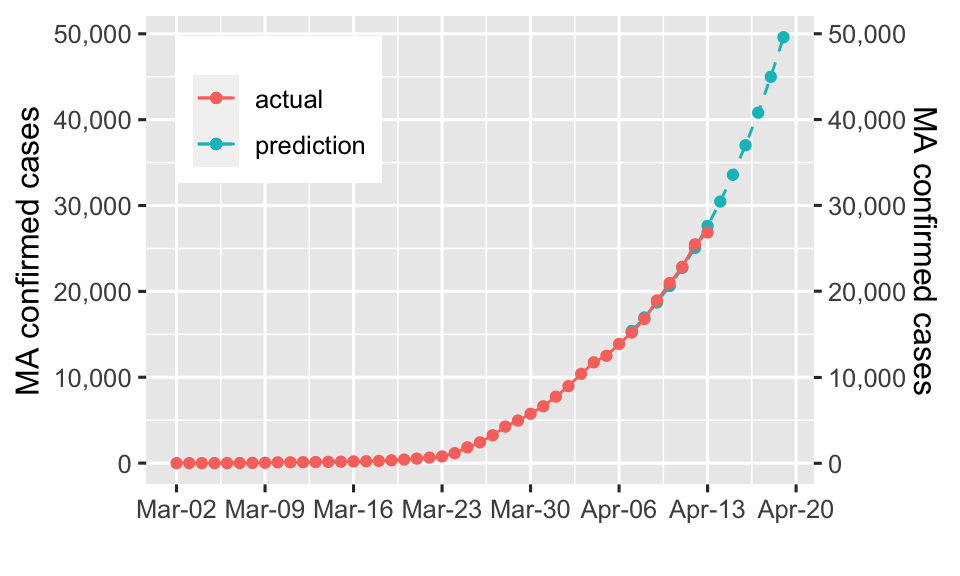 50,000
40,000
30,000
20,000
10,000
0
MA confirmed cases
actual
prediction
50,000
40,000
30,000
20,000
10,000
0
MA confirmed cases
Mar-02 Mar-09 Mar-16 Mar-23 Mar-30 Apr-06 Apr-13 Apr-20